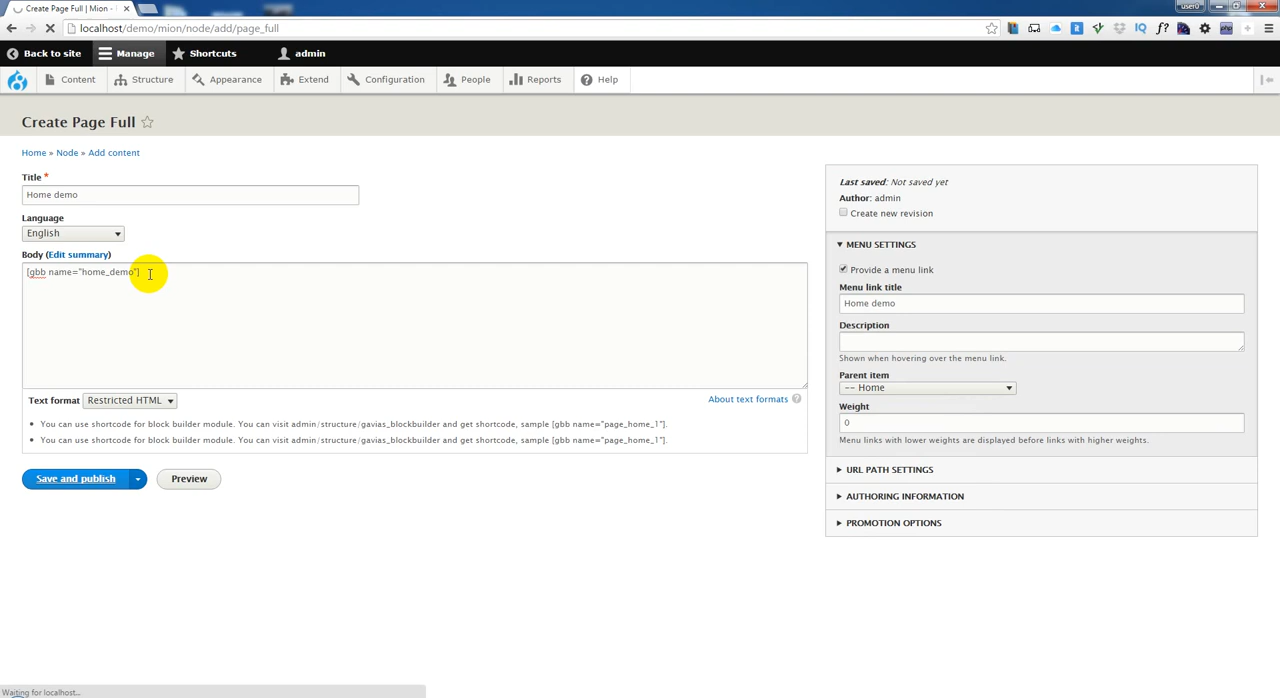 Create Page Full | Mion -
user0
localhost/demo/mion/node/add/page_full
Back to site
Manage
Shortcuts
admin
Content
Structure
Appearance
Extend
Configuration
People
Reports
Help
Create Page Full
Home » Node » Add content
Title *
Home demo
Language
English
Body (Edit summary)
[gbb name="home_demo"]
Text format
Restricted HTML
About text formats
You can use shortcode for block builder module. You can visit admin/structure/gavias_blockbuilder and get shortcode, sample [gbb name="page_home_1"].
You can use shortcode for block builder module. You can visit admin/structure/gavias_blockbuilder and get shortcode, sample [gbb name="page_home_1"].
Save and publish
Preview
Last saved: Not saved yet
Author: admin
Create new revision
MENU SETTINGS
Provide a menu link
Menu link title
Home demo
Description
Shown when hovering over the menu link.
Parent item
-- Home
Weight
0
Menu links with lower weights are displayed before links with higher weights.
URL PATH SETTINGS
AUTHORING INFORMATION
PROMOTION OPTIONS
Waiting for localhost...